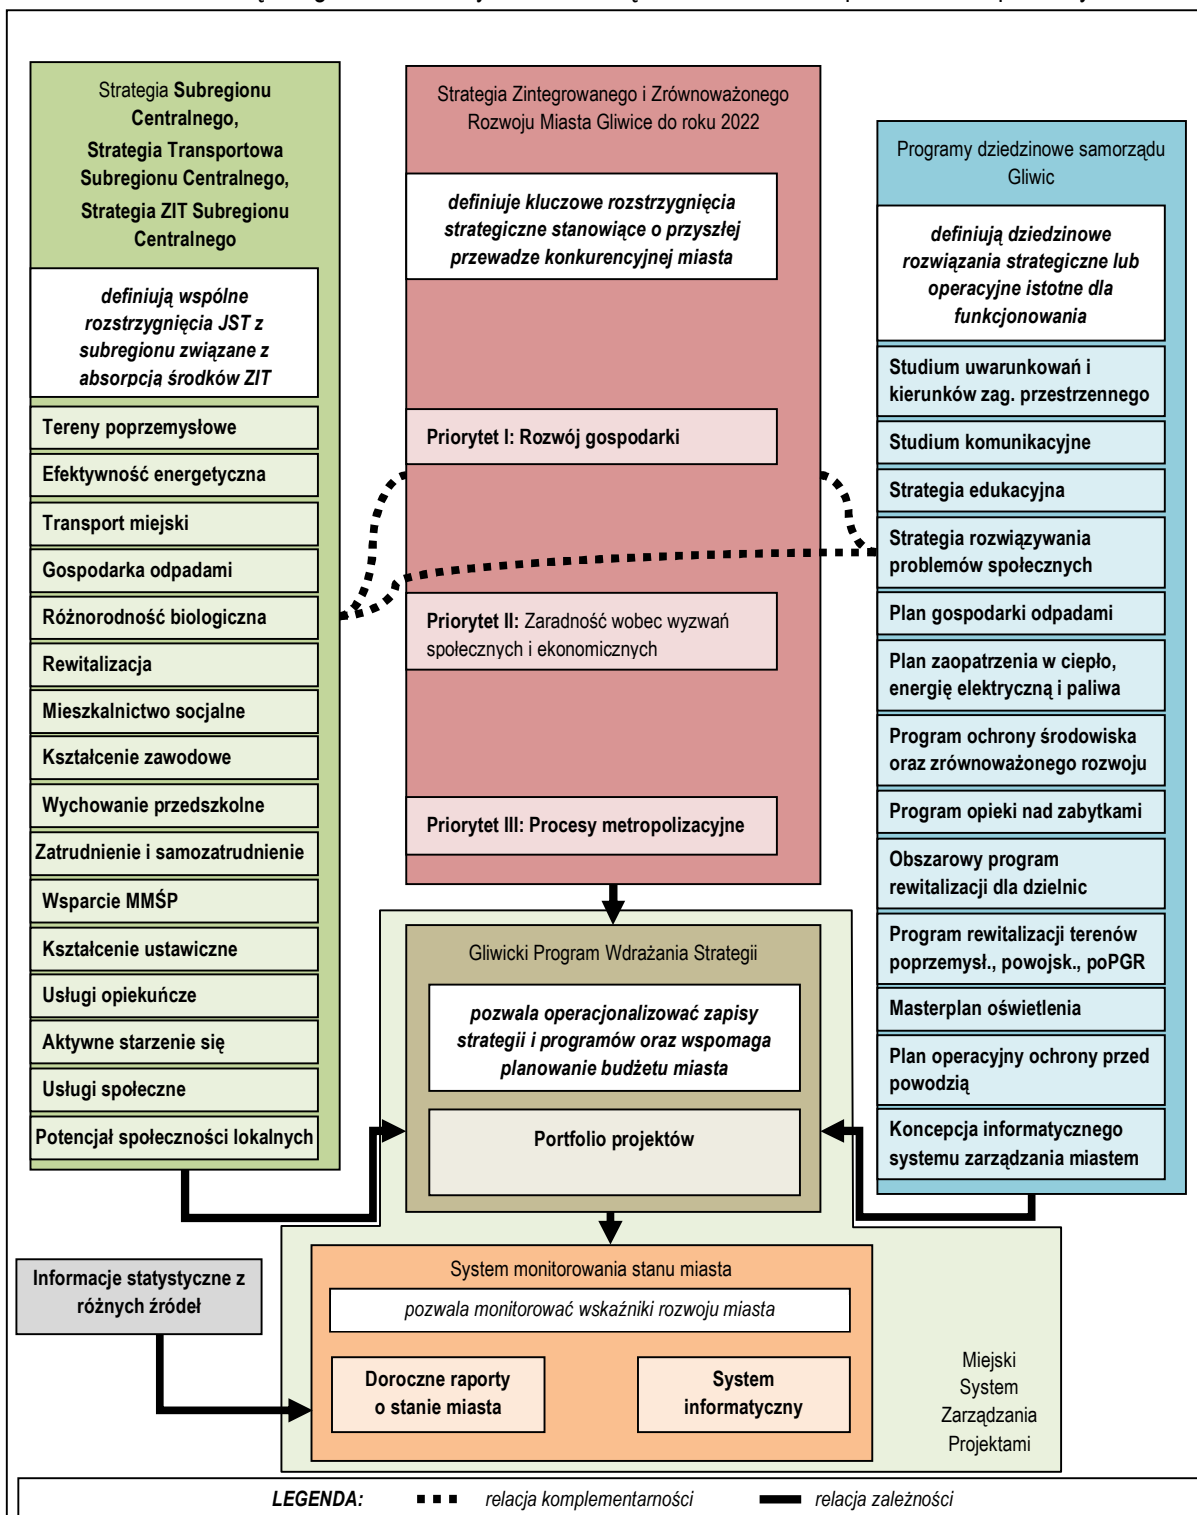 Strategia Subregionu
Centralnego,
Strategia Transportowa
Subregionu Centralnego,
Strategia ZIT Subregionu
Centralnego
definiują wspólne
rozstrzygnięcia JST z
subregionu związane z
absorpcją środków ZIT
Tereny poprzemysłowe
Efektywność energetyczna
Transport miejski
Gospodarka odpadami
Różnorodność biologiczna
Rewitalizacja
Mieszkalnictwo socjalne
Kształcenie zawodowe
Wychowanie przedszkolne
Zatrudnienie i samozatrudnienie
Wsparcie MMŚP
Kształcenie ustawiczne
Usługi opiekuńcze
Aktywne starzenie się
Usługi społeczne
Potencjał społeczności lokalnych
Strategia Zintegrowanego i Zrównoważonego
Rozwoju Miasta Gliwice do roku 2022
definiuje kluczowe rozstrzygnięcia
strategiczne stanowiące o przyszłej
przewadze konkurencyjnej miasta
Priorytet I: Rozwój gospodarki
Priorytet II: Zaradność wobec wyzwań
społecznych i ekonomicznych
Priorytet III: Procesy metropolizacyjne
Programy dziedzinowe samorządu
Gliwic
definiują dziedzinowe
rozwiązania strategiczne lub
operacyjne istotne dla
funkcjonowania
Studium uwarunkowań i
kierunków zag. przestrzennego
Studium komunikacyjne
Strategia edukacyjna
Strategia rozwiązywania
problemów społecznych
Plan gospodarki odpadami
Plan zaopatrzenia w ciepło,
energię elektryczną i paliwa
Program ochrony środowiska
oraz zrównoważonego rozwoju
Program opieki nad zabytkami
Obszarowy program
rewitalizacji dla dzielnic
Program rewitalizacji terenów
poprzemysł., powojsk., poPGR
Masterplan oświetlenia
Plan operacyjny ochrony przed
powodzią
Koncepcja informatycznego
systemu zarządzania miastem
Gliwicki Program Wdrażania Strategii
pozwala operacjonalizować zapisy
strategii i programów oraz wspomaga
planowanie budżetu miasta
Portfolio projektów
Informacje statystyczne z
różnych źródeł
System monitorowania stanu miasta
pozwala monitorować wskaźniki rozwoju miasta
Doroczne raporty
o stanie miasta
System
informatyczny
Miejski
System
Zarządzania
Projektami
LEGENDA: relacja komplementarności relacja zależności